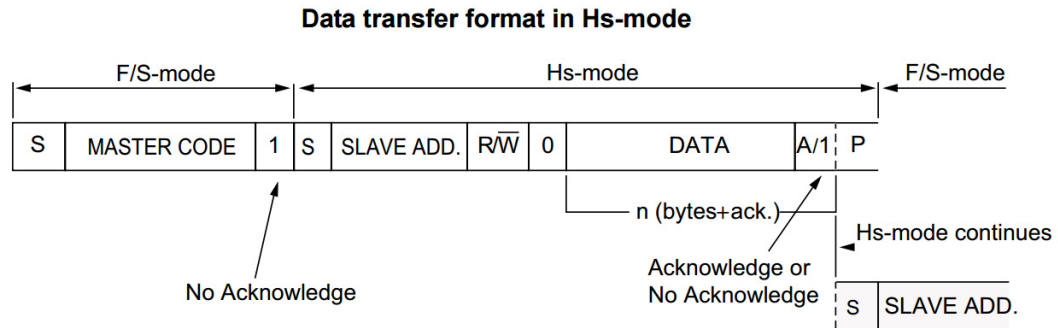 Data transfer format in Hs-mode
F/S-mode
Hs-mode
F/S-mode
S
MASTER CODE
1
S
SLAVE ADD.
R/W̅
0
DATA
A/1
P
n (bytes+ack.)
Hs-mode continues
No Acknowledge
Acknowledge or
No Acknowledge
S
SLAVE ADD.